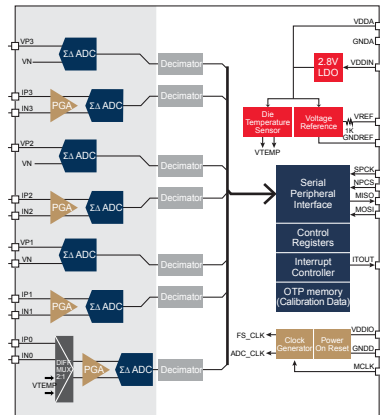 VP3
VN
ΣΔ ADC
Decimator
IP3
IN3
PGA
ΣΔ ADC
Decimator
VP2
VN
ΣΔ ADC
Decimator
IP2
IN2
PGA
ΣΔ ADC
Decimator
VP1
VN
ΣΔ ADC
Decimator
IP1
IN1
PGA
ΣΔ ADC
Decimator
IP0
IN0
VTEMP
DIFF
MUX
2:1
PGA
ΣΔ ADC
Decimator
VDDA
GNDA
2.8V
LDO
VDDIN
Die
Temperature
Sensor
Voltage
Reference
VREF
1K
GNDREF
VTEMP
Serial
Peripheral
Interface
SPCK
NPCS
MISO
MOSI
Control
Registers
Interrupt
Controller
ITOUT
OTP memory
(Calibration Data)
FS_CLK
ADC_CLK
Clock
Generator
Power
On Reset
VDDIO
GNDD
MCLK